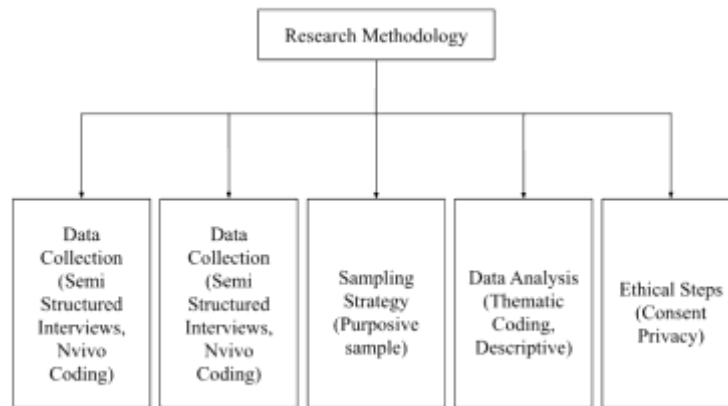 Research Methodology
Data
Collection
(Semi
Structured
Interviews,
Nvivo
Coding)
Data
Collection
(Semi
Structured
Interviews,
Nvivo
Coding)
Sampling
Strategy
(Purposive
sample)
Data Analysis
(Thematic
Coding,
Descriptive)
Ethical Steps
(Consent
Privacy)